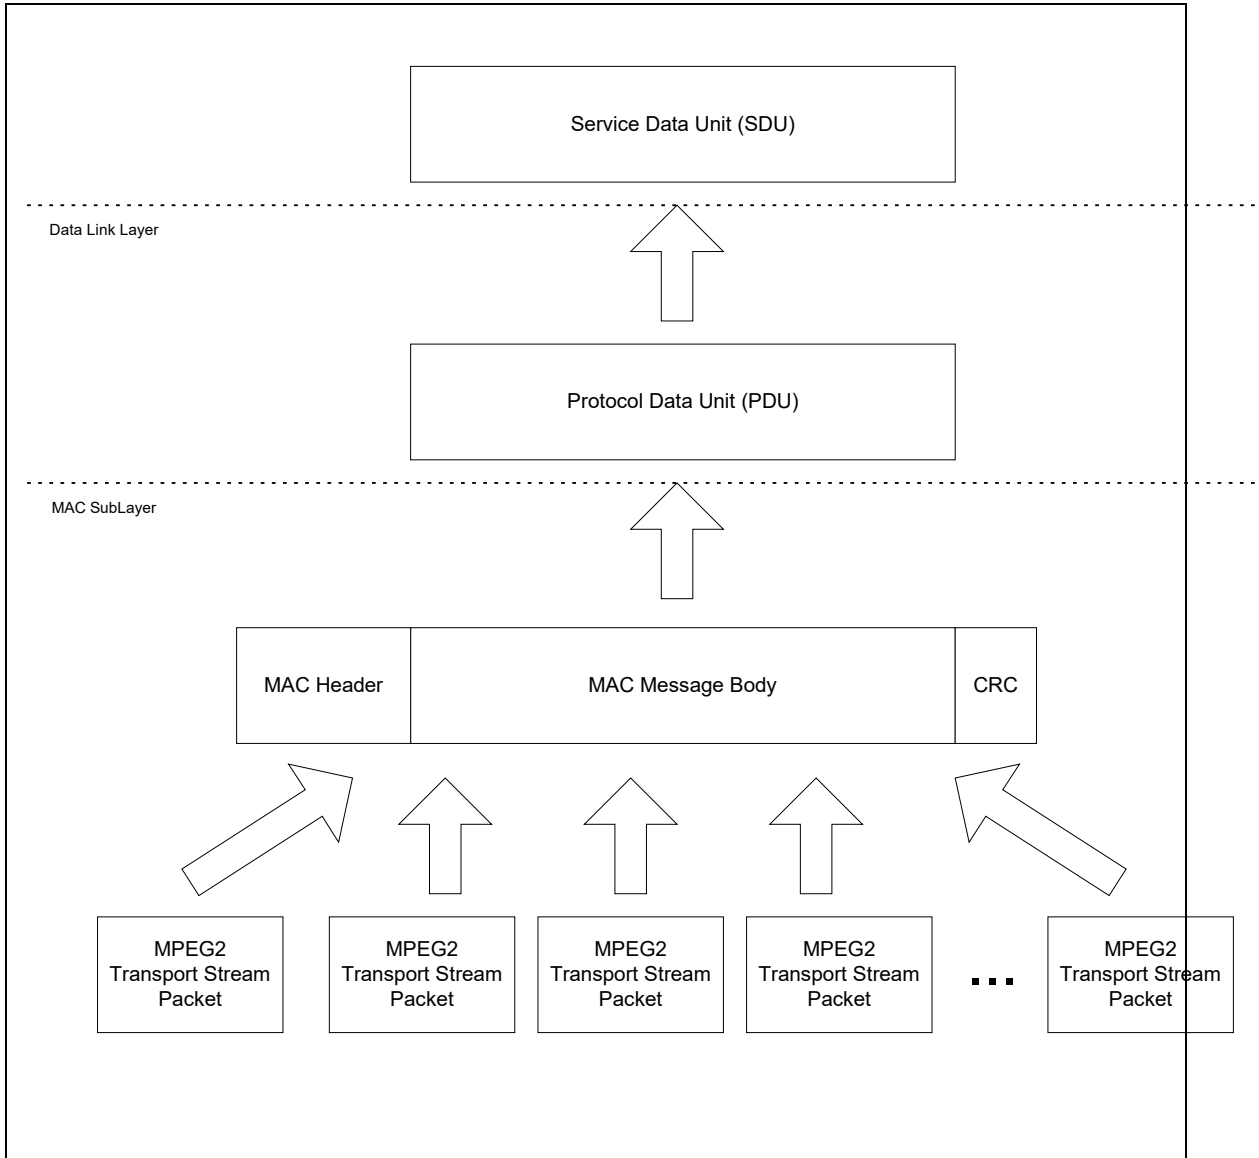 Service Data Unit (SDU)
Data Link Layer
Protocol Data Unit (PDU)
MAC SubLayer
MAC Header
MAC Message Body
CRC
MPEG2
Transport Stream
Packet
MPEG2
Transport Stream
Packet
MPEG2
Transport Stream
Packet
MPEG2
Transport Stream
Packet
...
MPEG2
Transport Stream
Packet